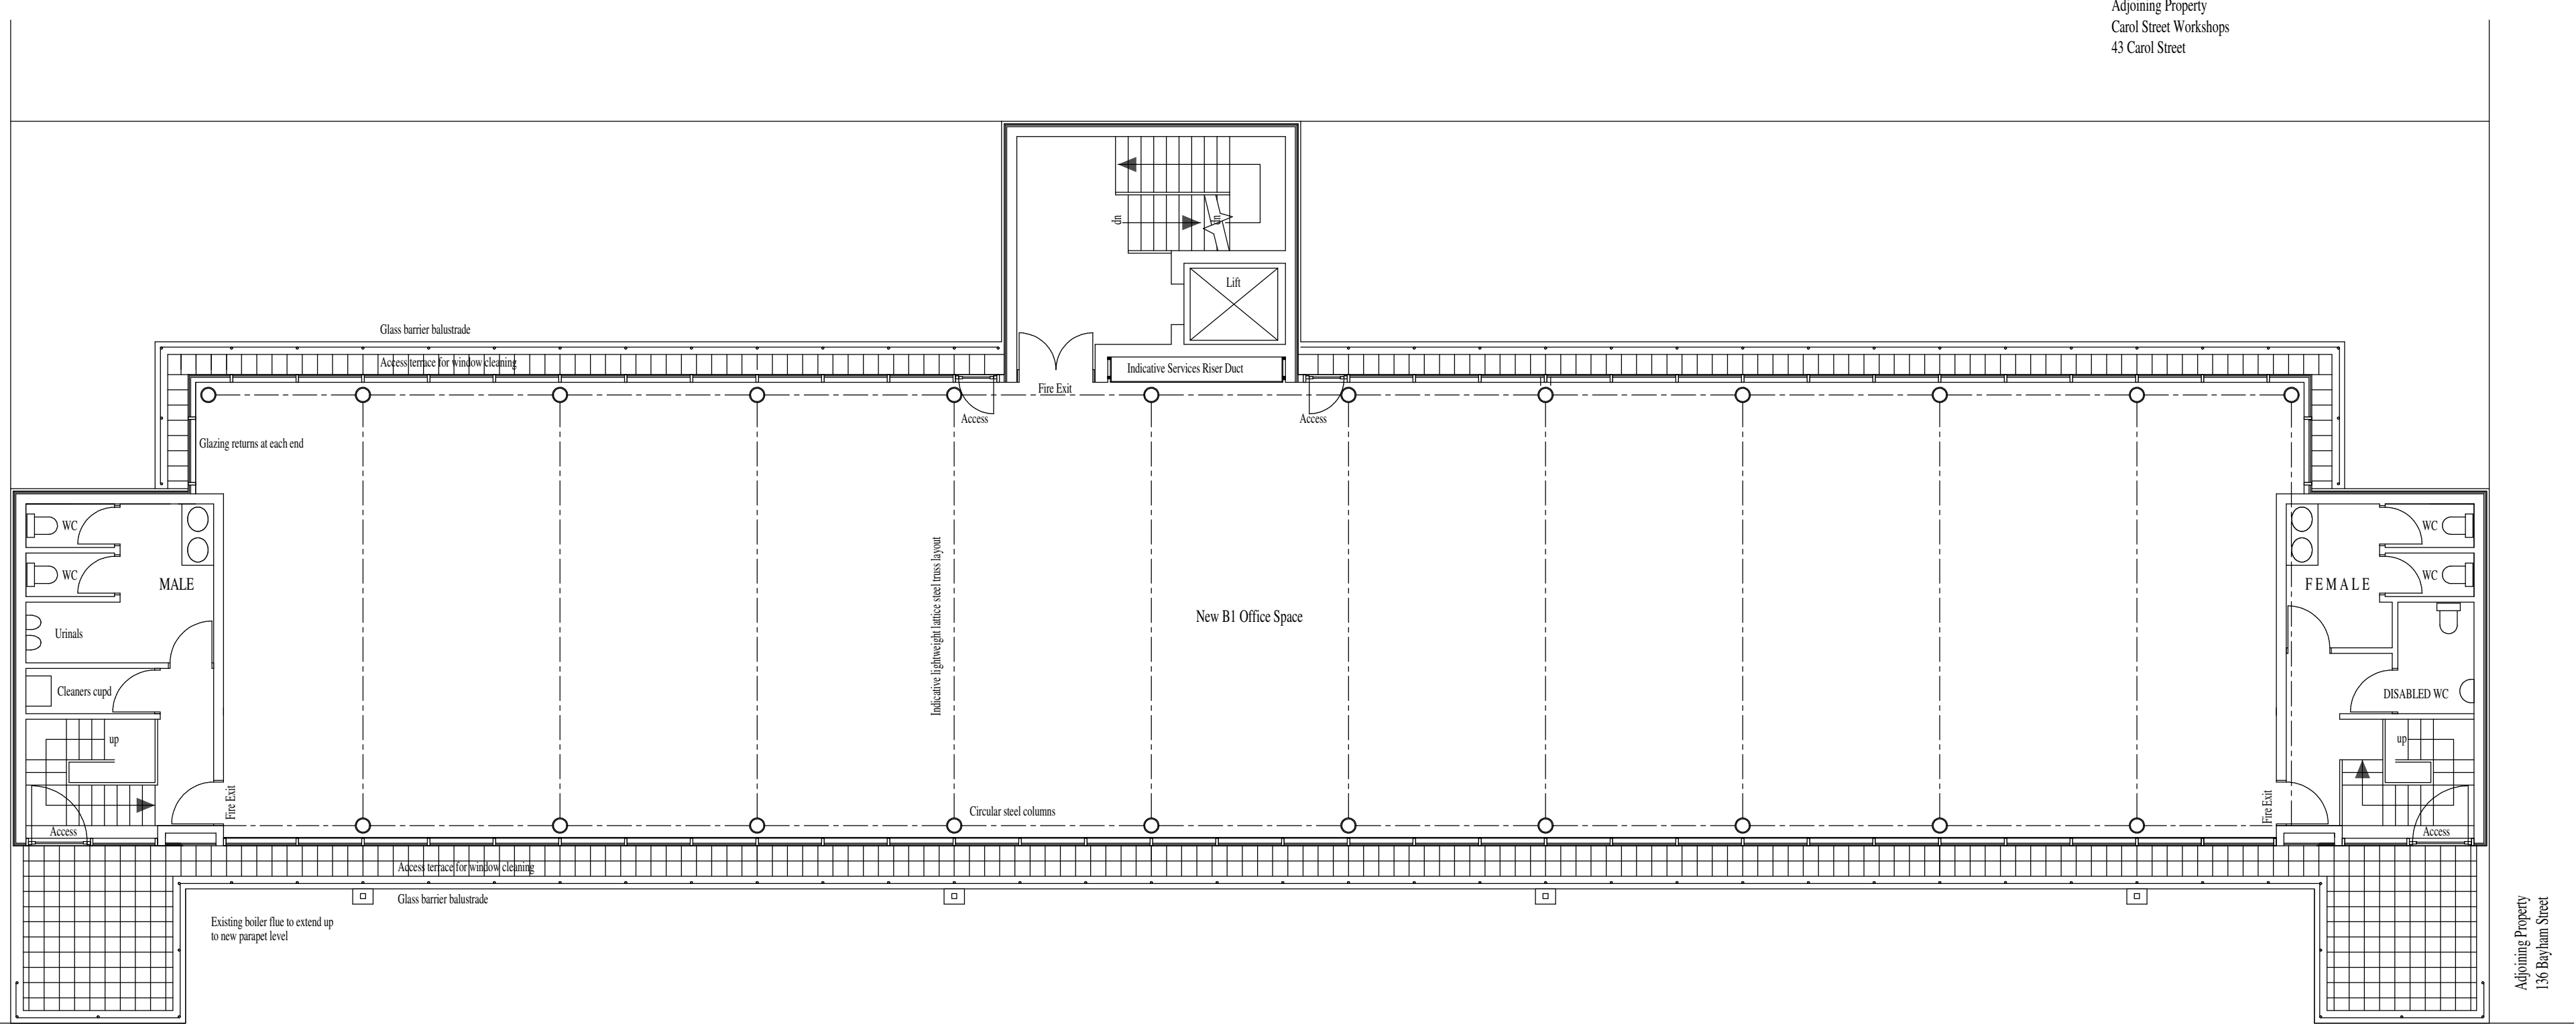 Adjoining Property
Carol Street Workshops
43 Carol Street
dn
up
Lift
Glass barrier balustrade
Access terrace for window cleaning
Indicative Services Riser Duct
Fire Exit
Access
Access
Glazing returns at each end
WC
WC
WC
WC
MALE
FEMALE
Indicative lightweight lattice steel truss layout
New B1 Office Space
Urinals
Cleaners cupd
DISABLED WC
up
up
Fire Exit
Fire Exit
Circular steel columns
Access
Access
Access terrace for window cleaning
Glass barrier balustrade
Existing boiler flue to extend up
to new parapet level
Adjoining Property
136 Bayham Street